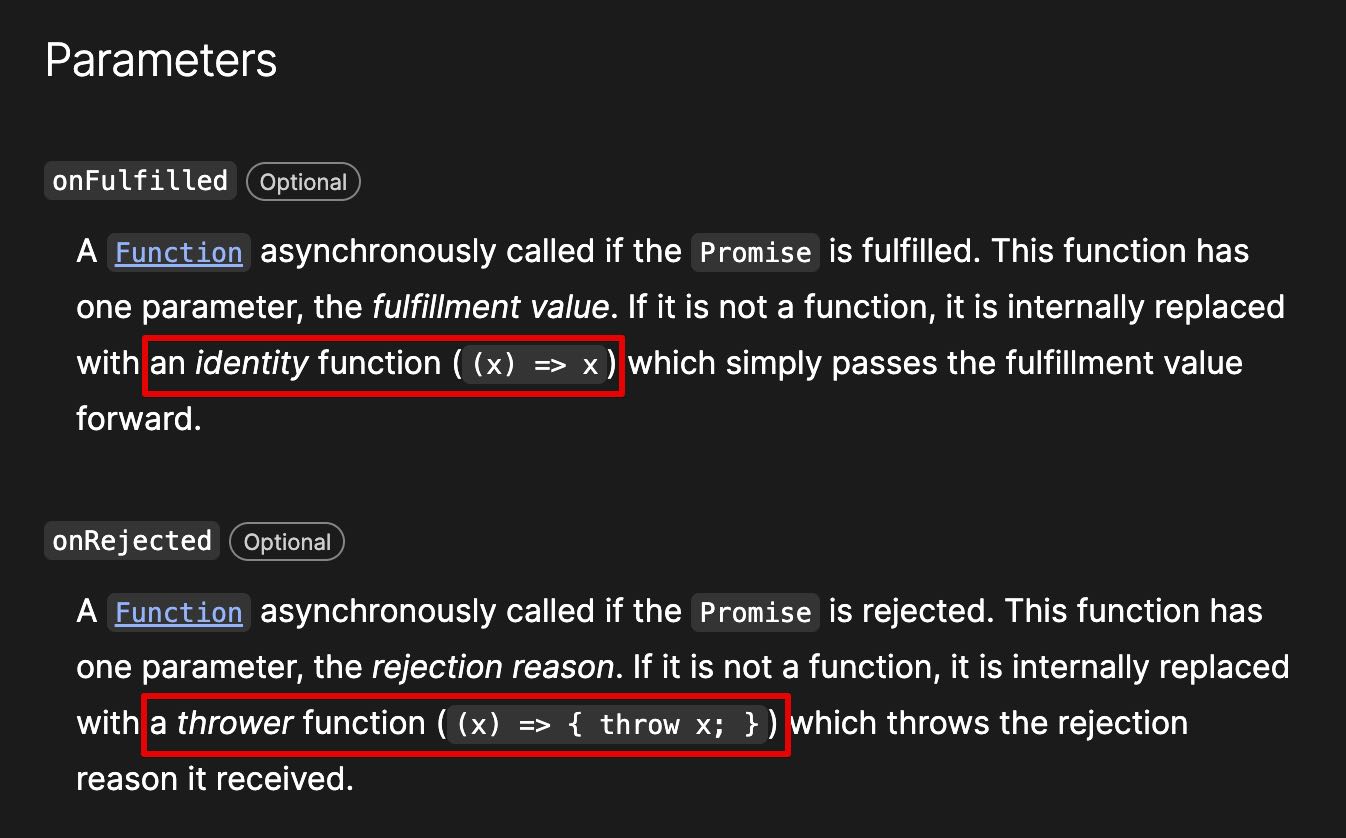 Parameters
onFulfilled Optional
A Function asynchronously called if the Promise is fulfilled. This function has
one parameter, the fulfillment value. If it is not a function, it is internally replaced
with an identity function ((x) => x) which simply passes the fulfillment value
forward.
onRejected Optional
A Function asynchronously called if the Promise is rejected. This function has
one parameter, the rejection reason. If it is not a function, it is internally replaced
with a thrower function ((x) => { throw x; }) which throws the rejection
reason it received.